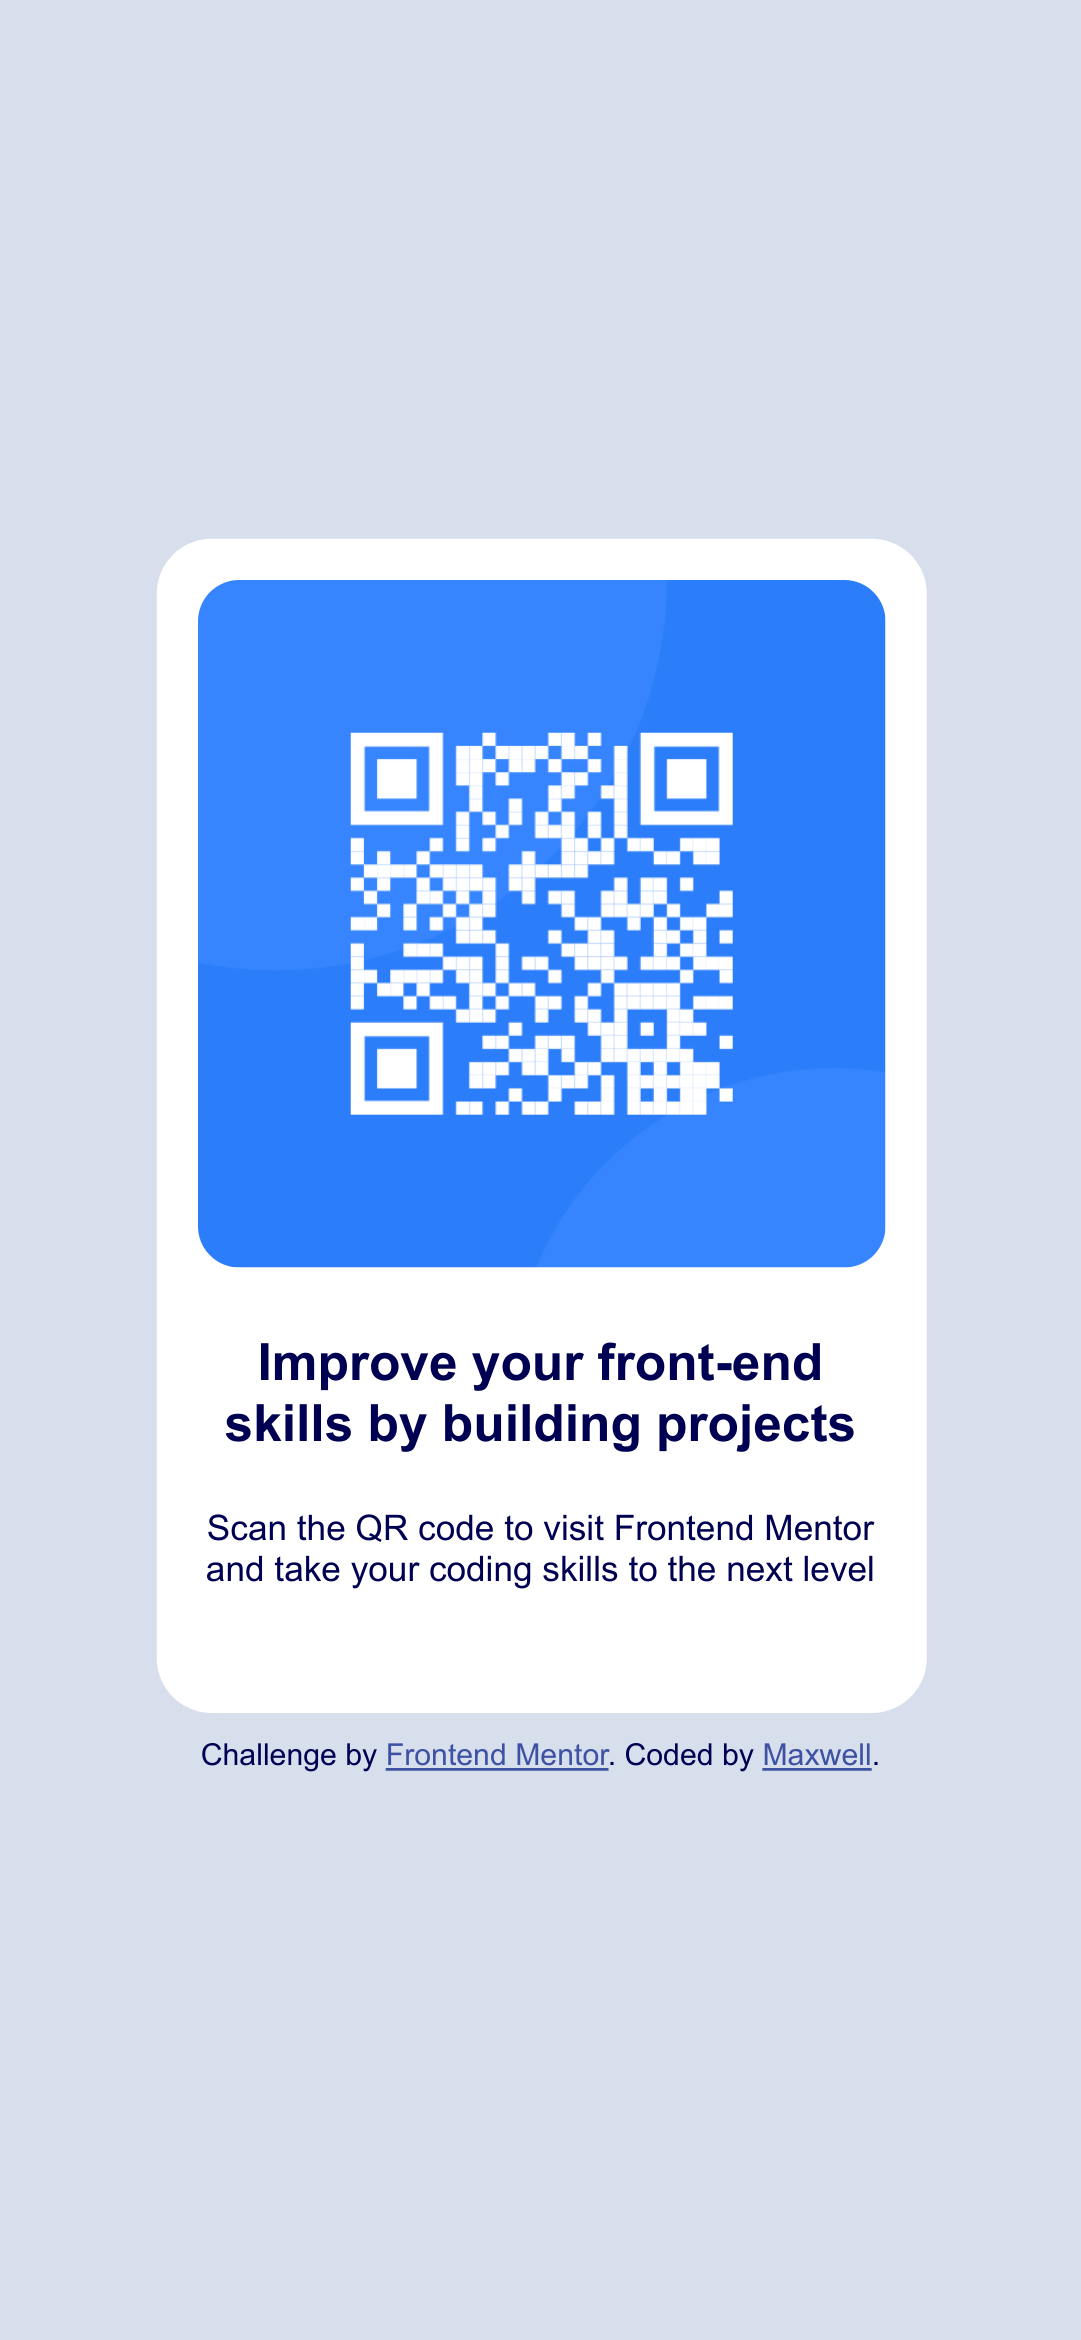 Improve your front-end
skills by building projects
Scan the QR code to visit Frontend Mentor
and take your coding skills to the next level
Challenge by Frontend Mentor. Coded by Maxwell.